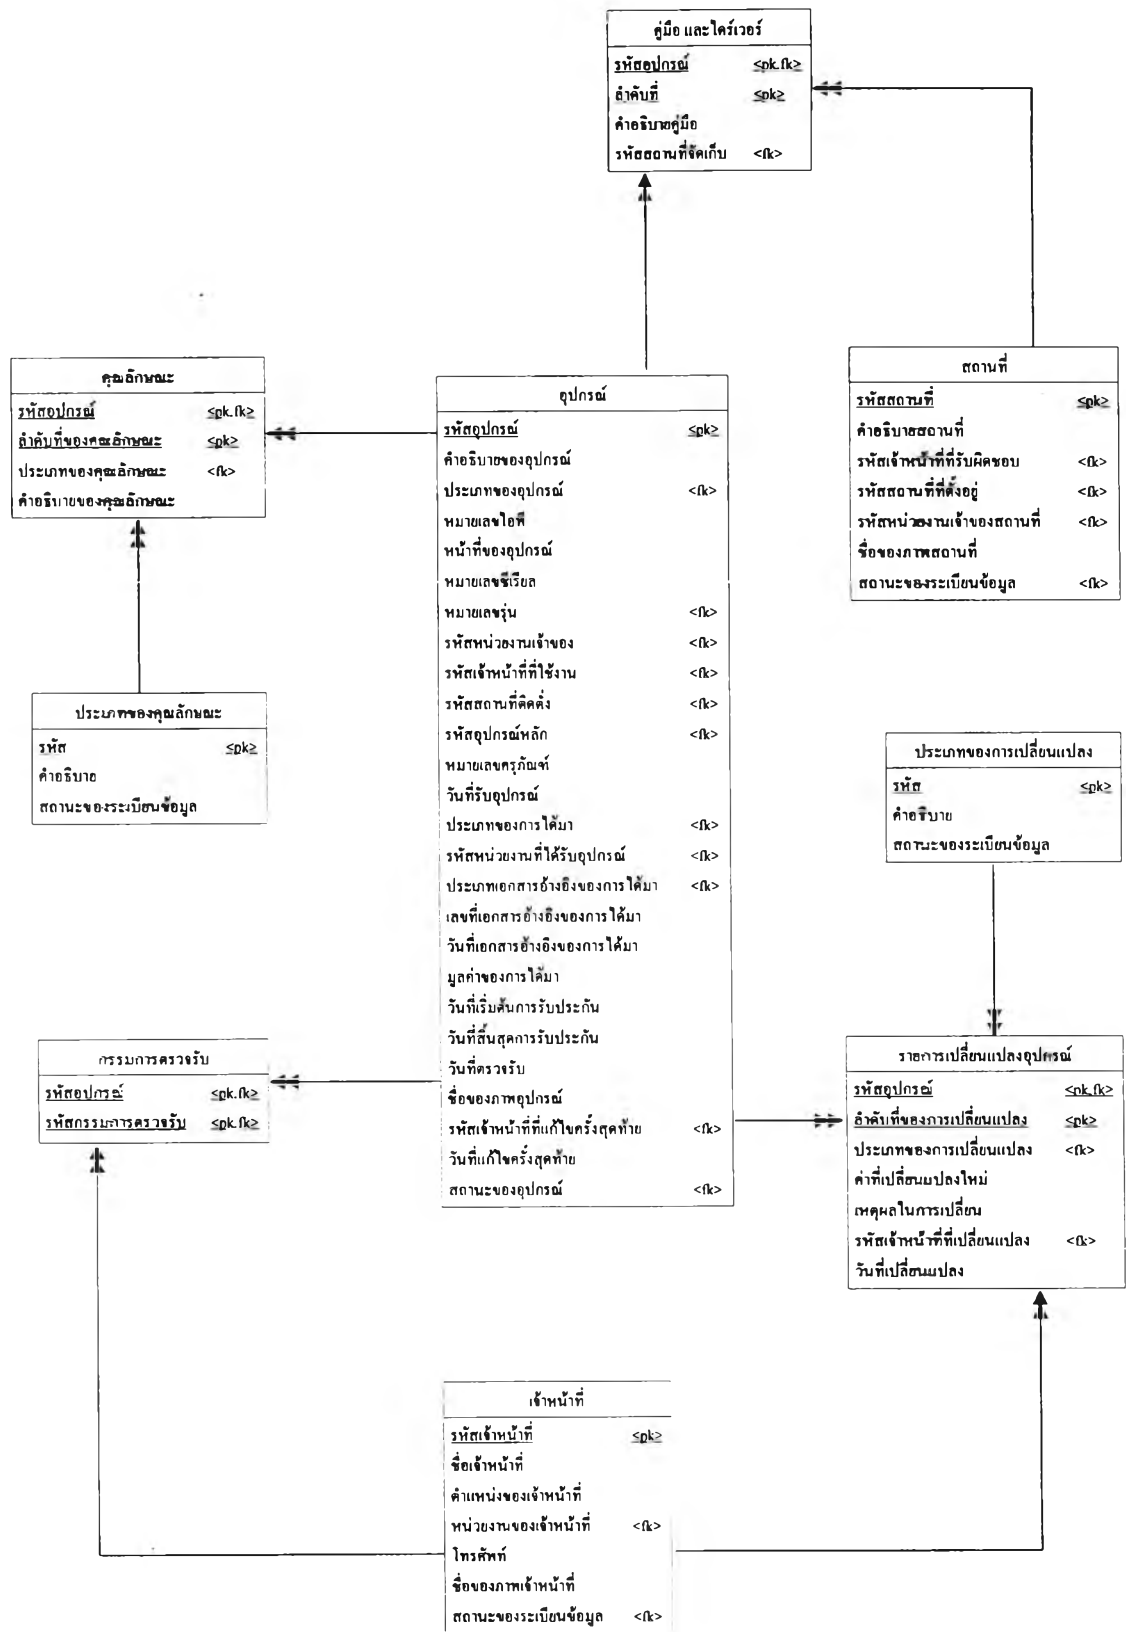 คู่มือ และไดร์เวอร์
รหัสอุปกรณ์ <pk,fk>
ลำดับที่ <pk>
คำอธิบายคู่มือ
รหัสสถานที่จัดเก็บ <fk>
คุณลักษณะ
รหัสอุปกรณ์ <pk,fk>
ลำดับที่ของคุณลักษณะ <pk>
ประเภทของคุณลักษณะ <fk>
คำอธิบายของคุณลักษณะ
อุปกรณ์
รหัสอุปกรณ์ <pk>
คำอธิบายของอุปกรณ์
ประเภทของอุปกรณ์ <fk>
หมายเลขไอพี
หน้าที่ของอุปกรณ์
หมายเลขซีเรียล
หมายเลขรุ่น <fk>
รหัสหน่วยงานเจ้าของ <fk>
รหัสเจ้าหน้าที่ที่ใช้งาน <fk>
รหัสสถานที่ติดตั้ง <fk>
รหัสอุปกรณ์หลัก <fk>
หมายเลขครุภัณฑ์
วันที่รับอุปกรณ์
ประเภทของการได้มา <fk>
รหัสหน่วยงานที่ได้รับอุปกรณ์ <fk>
ประเภทเอกสารอ้างอิงของการได้มา <fk>
เลขที่เอกสารอ้างอิงของการได้มา
วันที่เอกสารอ้างอิงของการได้มา
มูลค่าของการได้มา
วันที่เริ่มต้นการรับประกัน
วันที่สิ้นสุดการรับประกัน
วันที่ตรวจรับ
ชื่อของภาพอุปกรณ์
รหัสเจ้าหน้าที่ที่แก้ไขครั้งสุดท้าย <fk>
วันที่แก้ไขครั้งสุดท้าย
สถานะของอุปกรณ์ <fk>
สถานที่
รหัสสถานที่ <pk>
คำอธิบายสถานที่
รหัสเจ้าหน้าที่ที่รับผิดชอบ <fk>
รหัสสถานที่ที่ตั้งอยู่ <fk>
รหัสหน่วยงานเจ้าของสถานที่ <fk>
ชื่อของภาพสถานที่
สถานะของระเบียนข้อมูล <fk>
ประเภทของคุณลักษณะ
รหัส <pk>
คำอธิบาย
สถานะของระเบียนข้อมูล
ประเภทของการเปลี่ยนแปลง
รหัส <pk>
คำอธิบาย
สถานะของระเบียนข้อมูล
กรรมการตรวจรับ
รหัสอุปกรณ์ <pk,fk>
รหัสกรรมการตรวจรับ <pk,fk>
รายการเปลี่ยนแปลงอุปกรณ์
รหัสอุปกรณ์ <pk,fk>
ลำดับที่ของการเปลี่ยนแปลง <pk>
ประเภทของการเปลี่ยนแปลง <fk>
ค่าที่เปลี่ยนแปลงใหม่
เหตุผลในการเปลี่ยน
รหัสเจ้าหน้าที่ที่เปลี่ยนแปลง <fk>
วันที่เปลี่ยนแปลง
เจ้าหน้าที่
รหัสเจ้าหน้าที่ <pk>
ชื่อเจ้าหน้าที่
ตำแหน่งของเจ้าหน้าที่
หน่วยงานของเจ้าหน้าที่ <fk>
โทรศัพท์
ชื่อของภาพเจ้าหน้าที่
สถานะของระเบียนข้อมูล <fk>